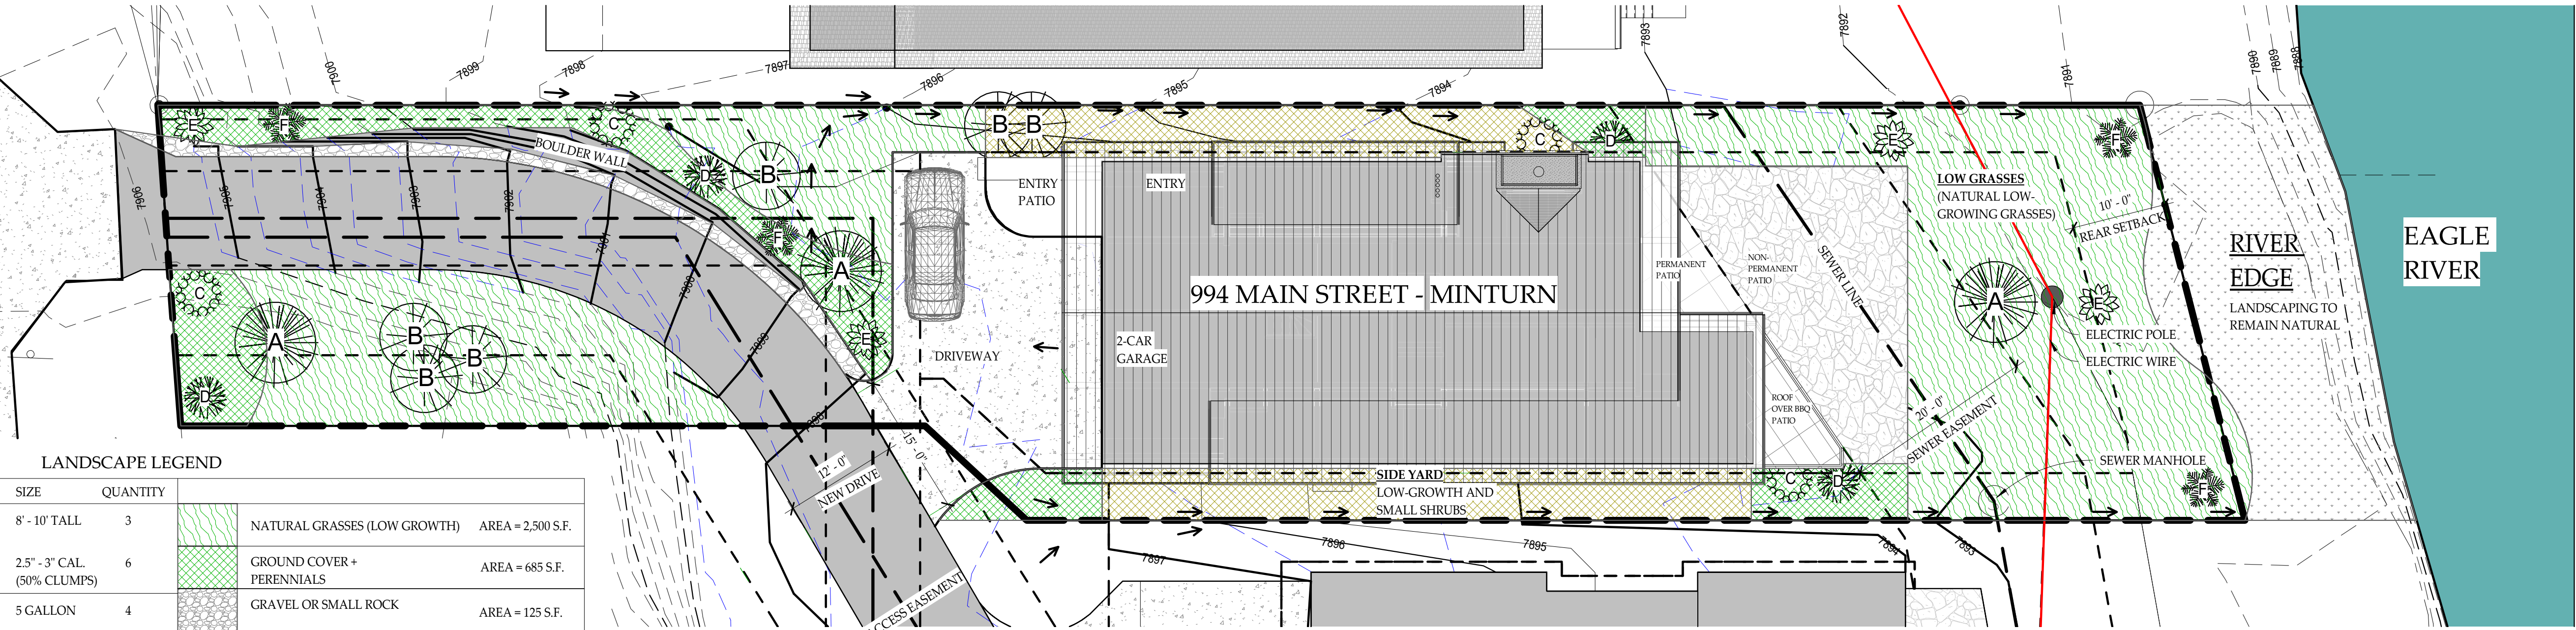 7900
7899
7898
7897
7896
7895
7894
7893
7892
7891
7890
7889
7888
E
F
C
BOULDER WALL
D
B
B
B
C
D
E
F
LOW GRASSES
(NATURAL LOW-
GROWING GRASSES)
10' - 0"
REAR SETBACK
ENTRY
PATIO
ENTRY
7906
7905
7904
7903
7902
7901
7900
7899
7898
F
A
E
C
A
B
B
B
D
DRIVEWAY
2-CAR
GARAGE
994 MAIN STREET - MINTURN
PERMANENT
PATIO
NON-
PERMANENT
PATIO
SEWER LINE
ROOF
OVER BBQ
PATIO
A
E
ELECTRIC POLE
ELECTRIC WIRE
20' - 0"
SEWER EASEMENT
SEWER MANHOLE
F
RIVER
EDGE
LANDSCAPING TO
REMAIN NATURAL
EAGLE
RIVER
15' - 0"
12' - 0"
NEW DRIVE
ACCESS EASEMENT
SIDE YARD
LOW-GROWTH AND
SMALL SHRUBS
C
D
7897
7896
7895
7894
7893
LANDSCAPE LEGEND
SIZE QUANTITY
8' - 10' TALL 3 NATURAL GRASSES (LOW GROWTH) AREA = 2,500 S.F.
2.5" - 3" CAL. 6 GROUND COVER + AREA = 685 S.F.
(50% CLUMPS) PERENNIALS
5 GALLON 4 GRAVEL OR SMALL ROCK AREA = 125 S.F.